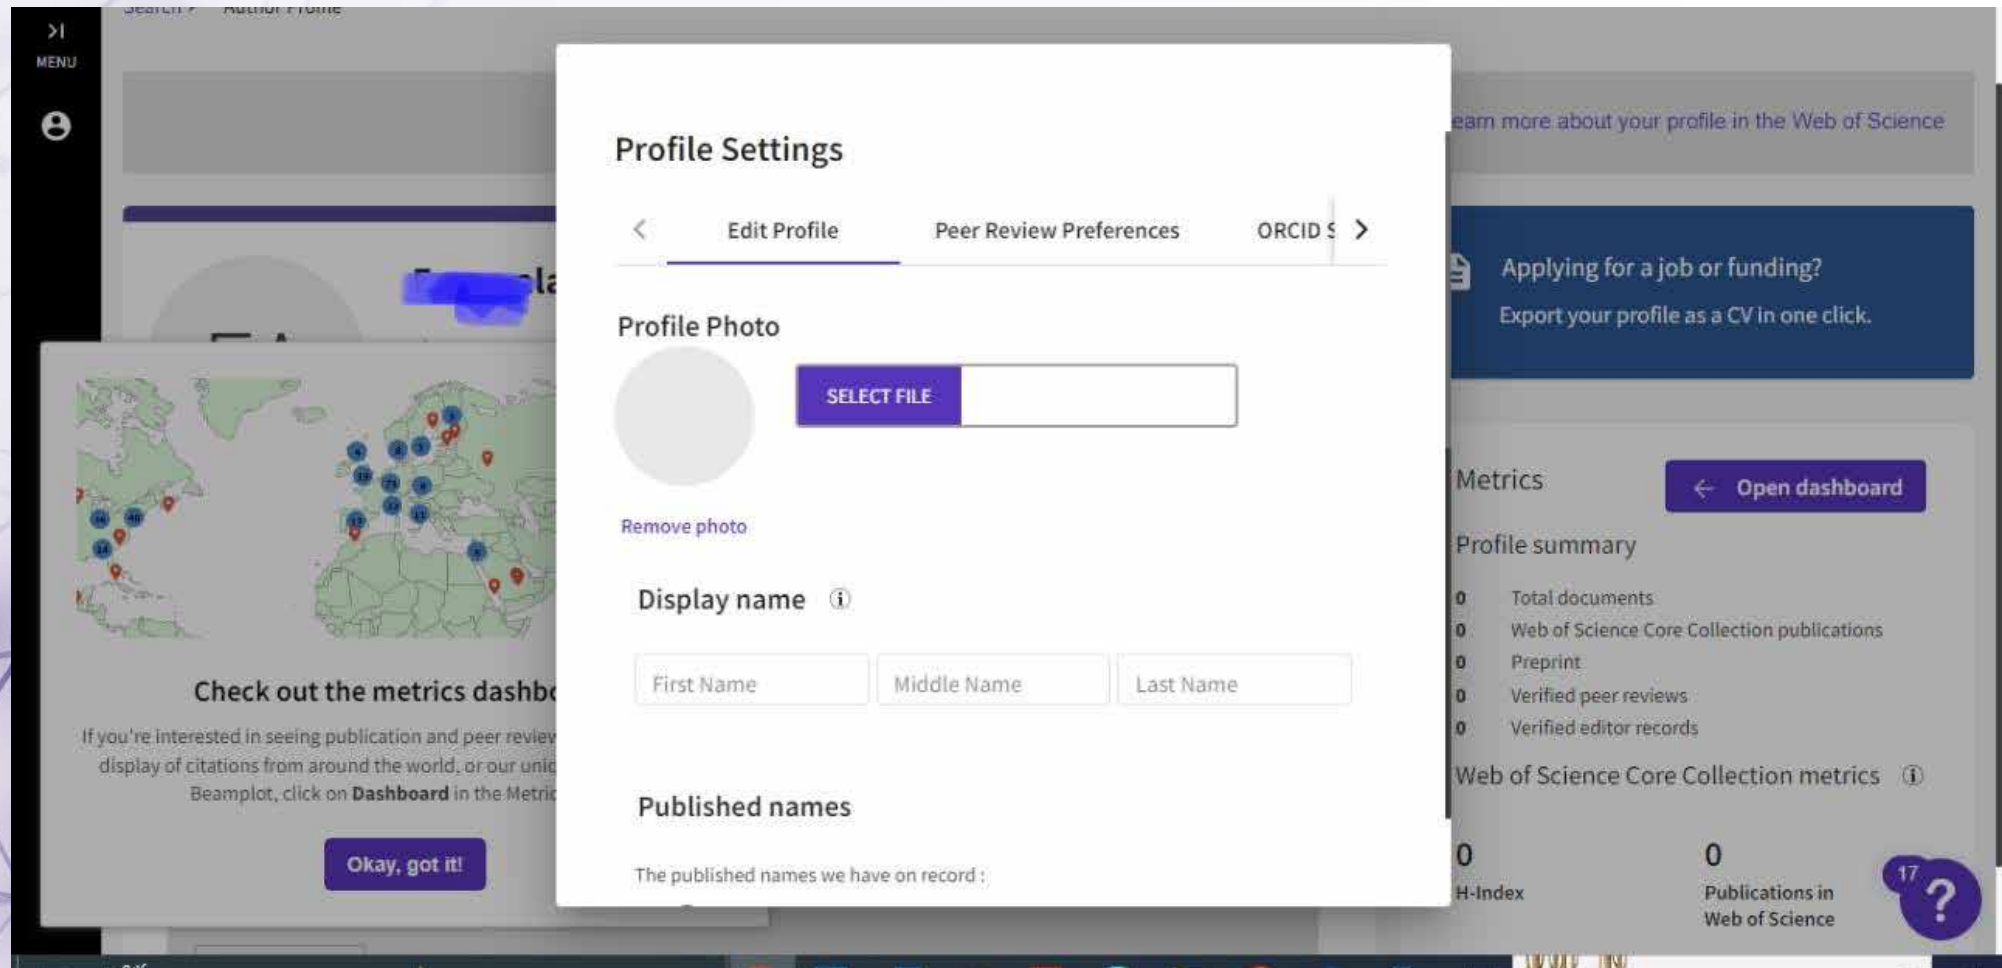 Search > Author Profile
MENU
earn more about your profile in the Web of Science
Profile Settings
Edit Profile
Peer Review Preferences
ORCID S
Applying for a job or funding?
Export your profile as a CV in one click.
Profile Photo
SELECT FILE
Remove photo
Display name
First Name
Middle Name
Last Name
Published names
The published names we have on record :
Check out the metrics dashbo
If you're interested in seeing publication and peer review
display of citations from around the world, or our uniq
Beamplot, click on Dashboard in the Metric
Okay, got it!
Metrics
Open dashboard
Profile summary
0 Total documents
0 Web of Science Core Collection publications
0 Preprint
0 Verified peer reviews
0 Verified editor records
Web of Science Core Collection metrics
0
H-Index
0
Publications in
Web of Science
17
?